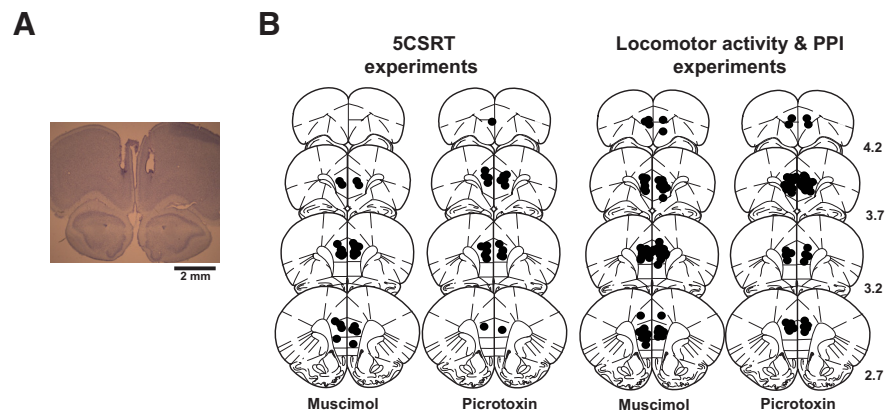 A
B
5CSRT
experiments
Locomotor activity & PPI
experiments
4.2
3.7
2 mm
3.2
2.7
Muscimol
Picrotoxin
Muscimol
Picrotoxin